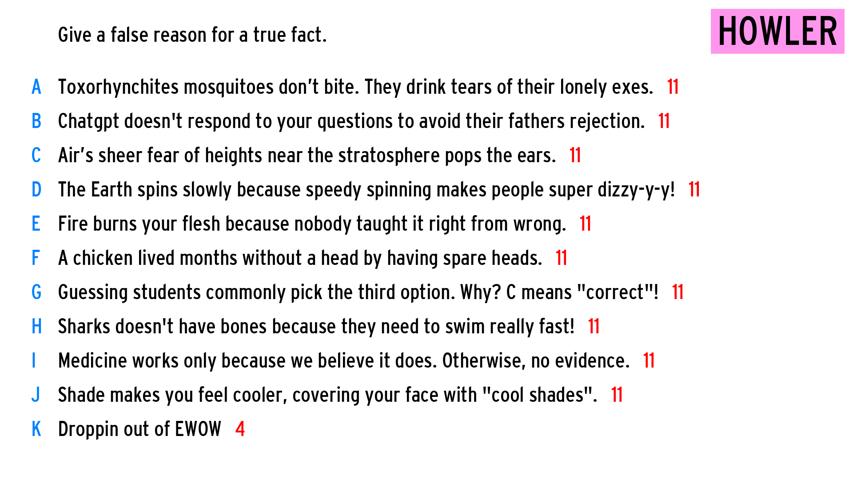 Give a false reason for a true fact.
HOWLER
A Toxorhynchites mosquitoes don't bite. They drink tears of their lonely exes. 11
B Chatgpt doesn't respond to your questions to avoid their fathers rejection. 11
C Air's sheer fear of heights near the stratosphere pops the ears. 11
D The Earth spins slowly because speedy spinning makes people super dizzy-y-y! 11
E Fire burns your flesh because nobody taught it right from wrong. 11
F A chicken lived months without a head by having spare heads. 11
G Guessing students commonly pick the third option. Why? C means "correct"! 11
H Sharks doesn't have bones because they need to swim really fast! 11
I Medicine works only because we believe it does. Otherwise, no evidence. 11
J Shade makes you feel cooler, covering your face with "cool shades". 11
K Droppin out of EWOW 4